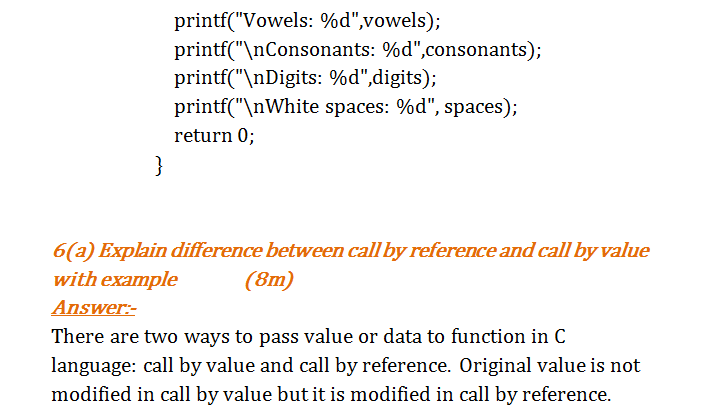 printf("Vowels: %d",vowels);
printf("\nConsonants: %d",consonants);
printf("\nDigits: %d",digits);
printf("\nWhite spaces: %d", spaces);
return 0;
}
6(a) Explain difference between call by reference and call by value
with example (8m)
Answer:-
There are two ways to pass value or data to function in C
language: call by value and call by reference. Original value is not
modified in call by value but it is modified in call by reference.